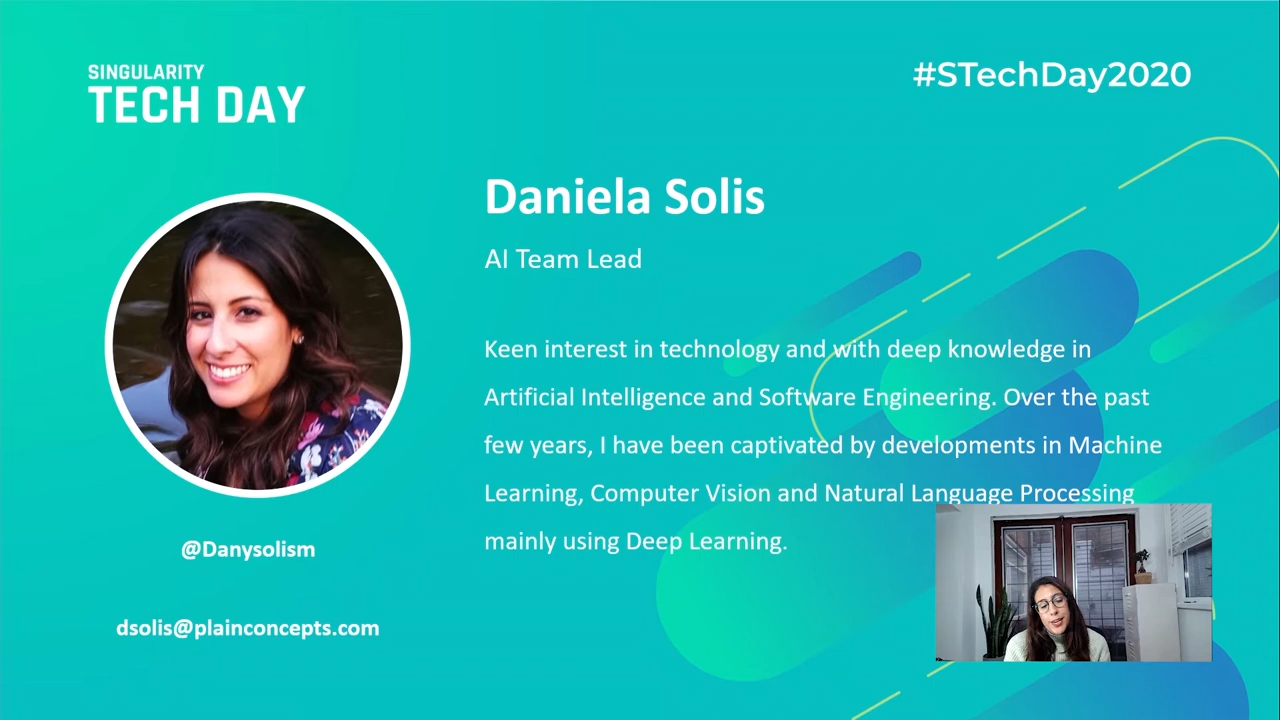 SINGULARITY
TECH DAY
#STechDay2020
Daniela Solis
AI Team Lead
Keen interest in technology and with deep knowledge in
Artificial Intelligence and Software Engineering. Over the past
few years, I have been captivated by developments in Machine
Learning, Computer Vision and Natural Language Processing
mainly using Deep Learning.
@Danysolism
dsolis@plainconcepts.com